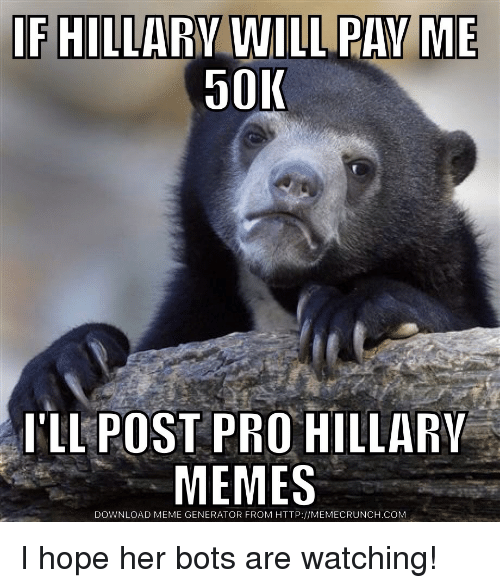 IF HILLARY WILL PAY ME
50K
I'LL POST PRO HILLARY
MEMES
DOWNLOAD MEME GENERATOR FROM HTTP://MEMECRUNCH.COM
I hope her bots are watching!